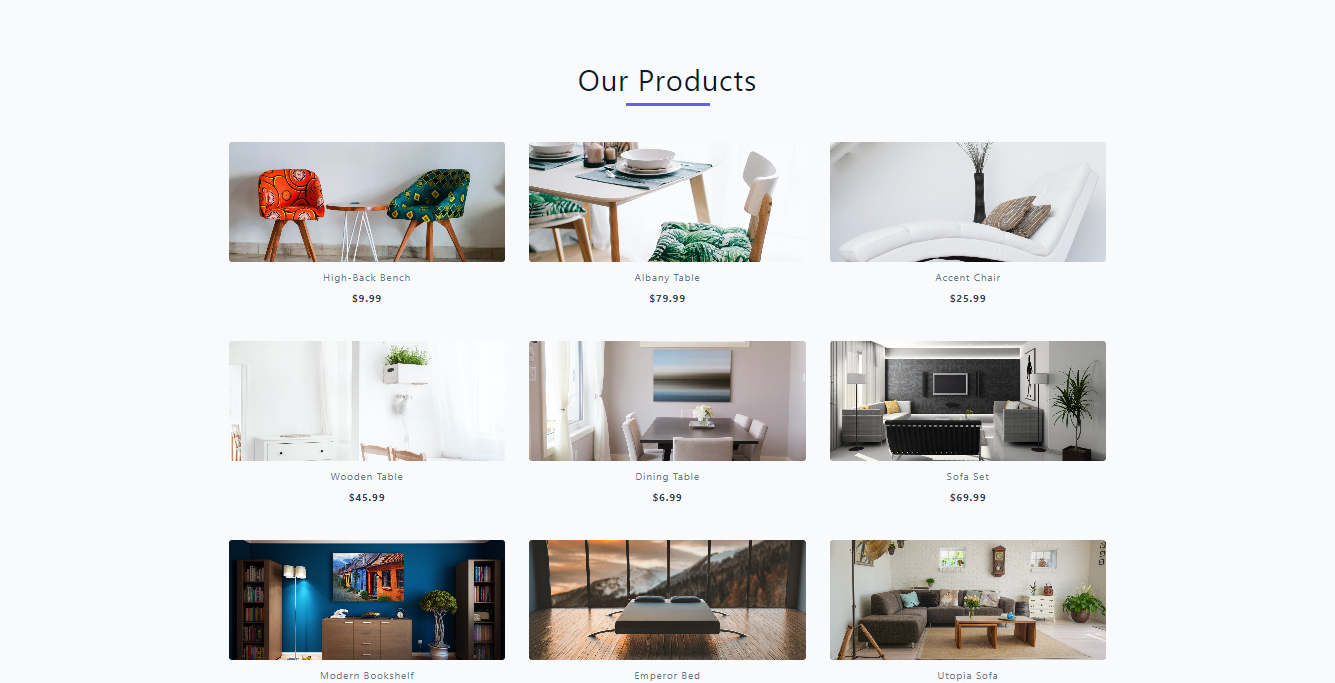 Our Products
High-Back Bench
$9.99
Albany Table
$79.99
Accent Chair
$25.99
Wooden Table
$45.99
Dining Table
$6.99
Sofa Set
$69.99
Modern Bookshelf
Emperor Bed
Utopia Sofa